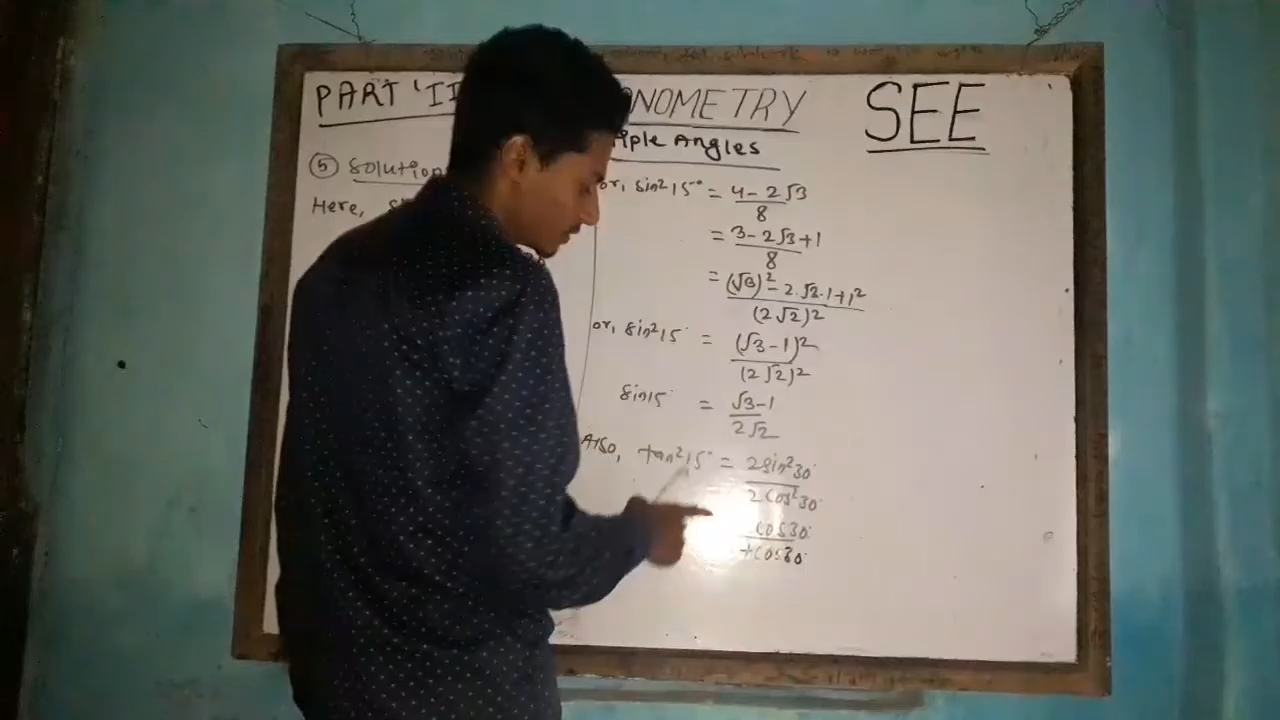 PART 'II ONOMETRY SEE
iple Angles
⑤ Solution
Here,
or, sin²15° = 4-2√3/8
= 3-2√3+1/8
= (√3)²-2.√3.1+1²/(2√2)²
or, sin²15° = (√3-1)²/(2√2)²
sin15° = √3-1/2√2
Also, tan²15° = 2sin²30°/2cos²30°
cos30°/+cos30°